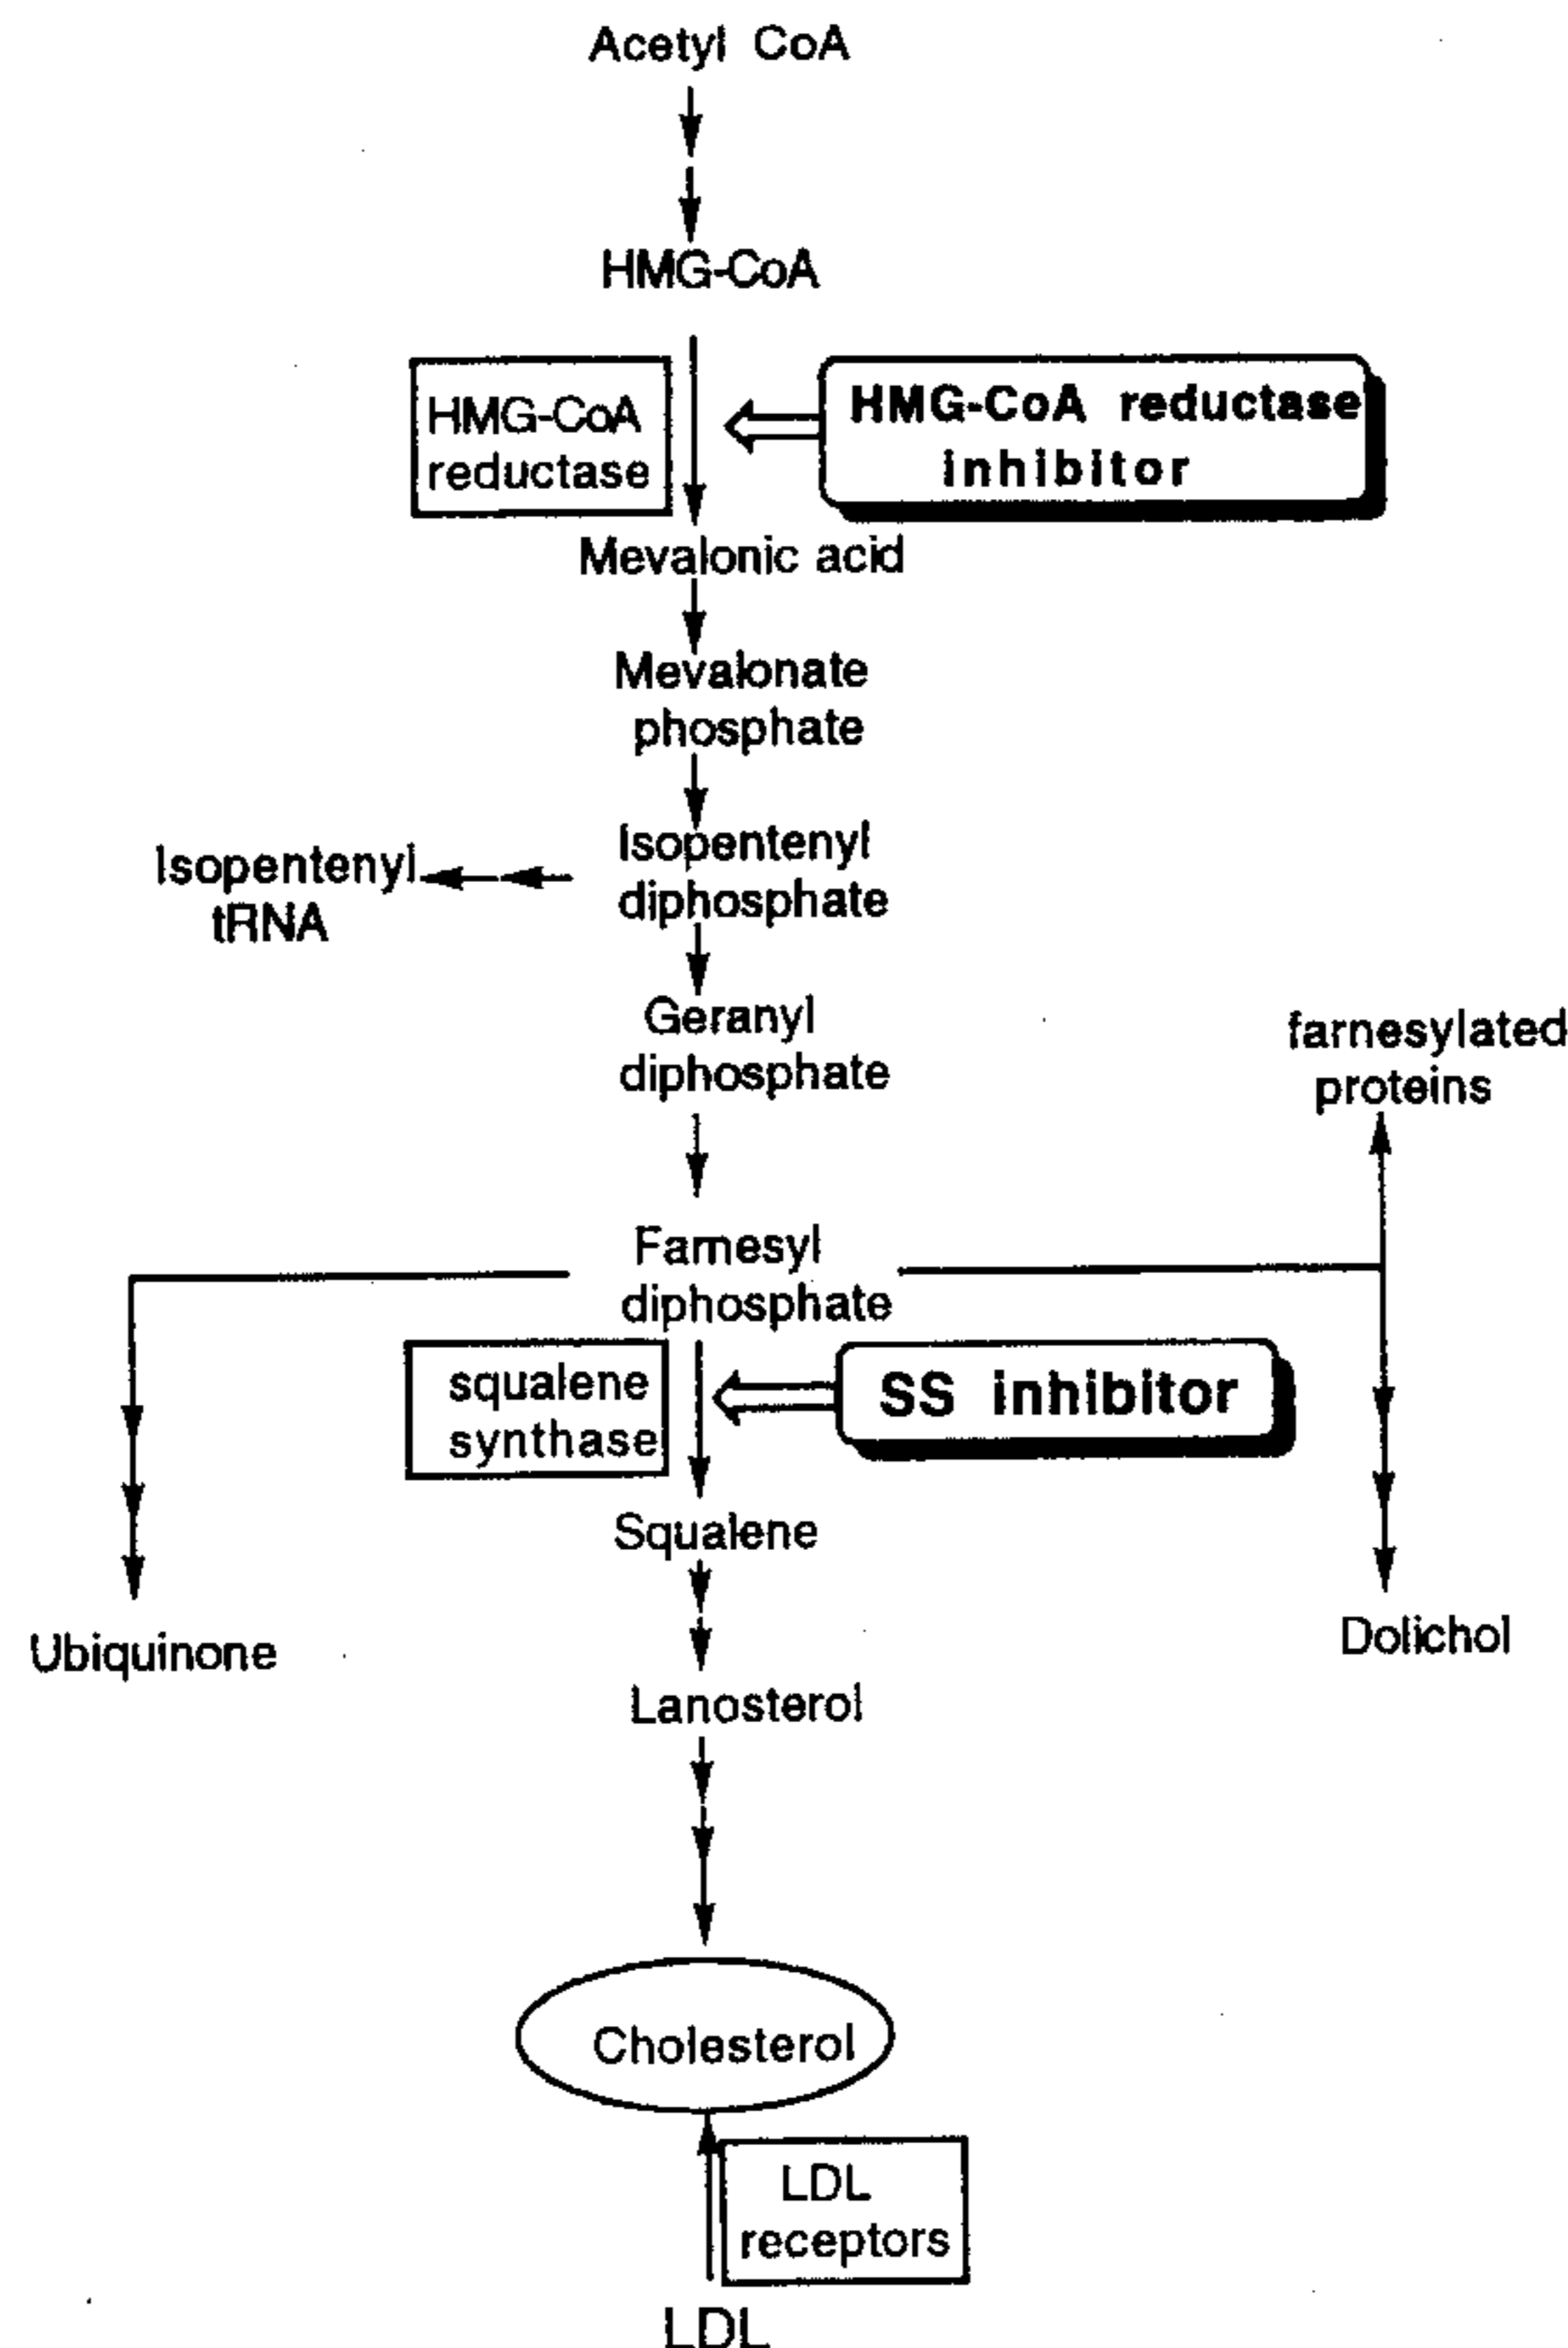 Acetyl CoA
HMG-CoA
HMG-CoA
reductase
HMG-CoA reductase
inhibitor
Mevalonic acid
Mevalonate
phosphate
Isopentenyl
tRNA
Isopentenyl
diphosphate
Geranyl
diphosphate
farnesylated
proteins
Farnesyl
diphosphate
squalene
synthase
SS inhibitor
Squalene
Ubiquinone
Dolichol
Lanosterol
Cholesterol
LDL
receptors
LDL